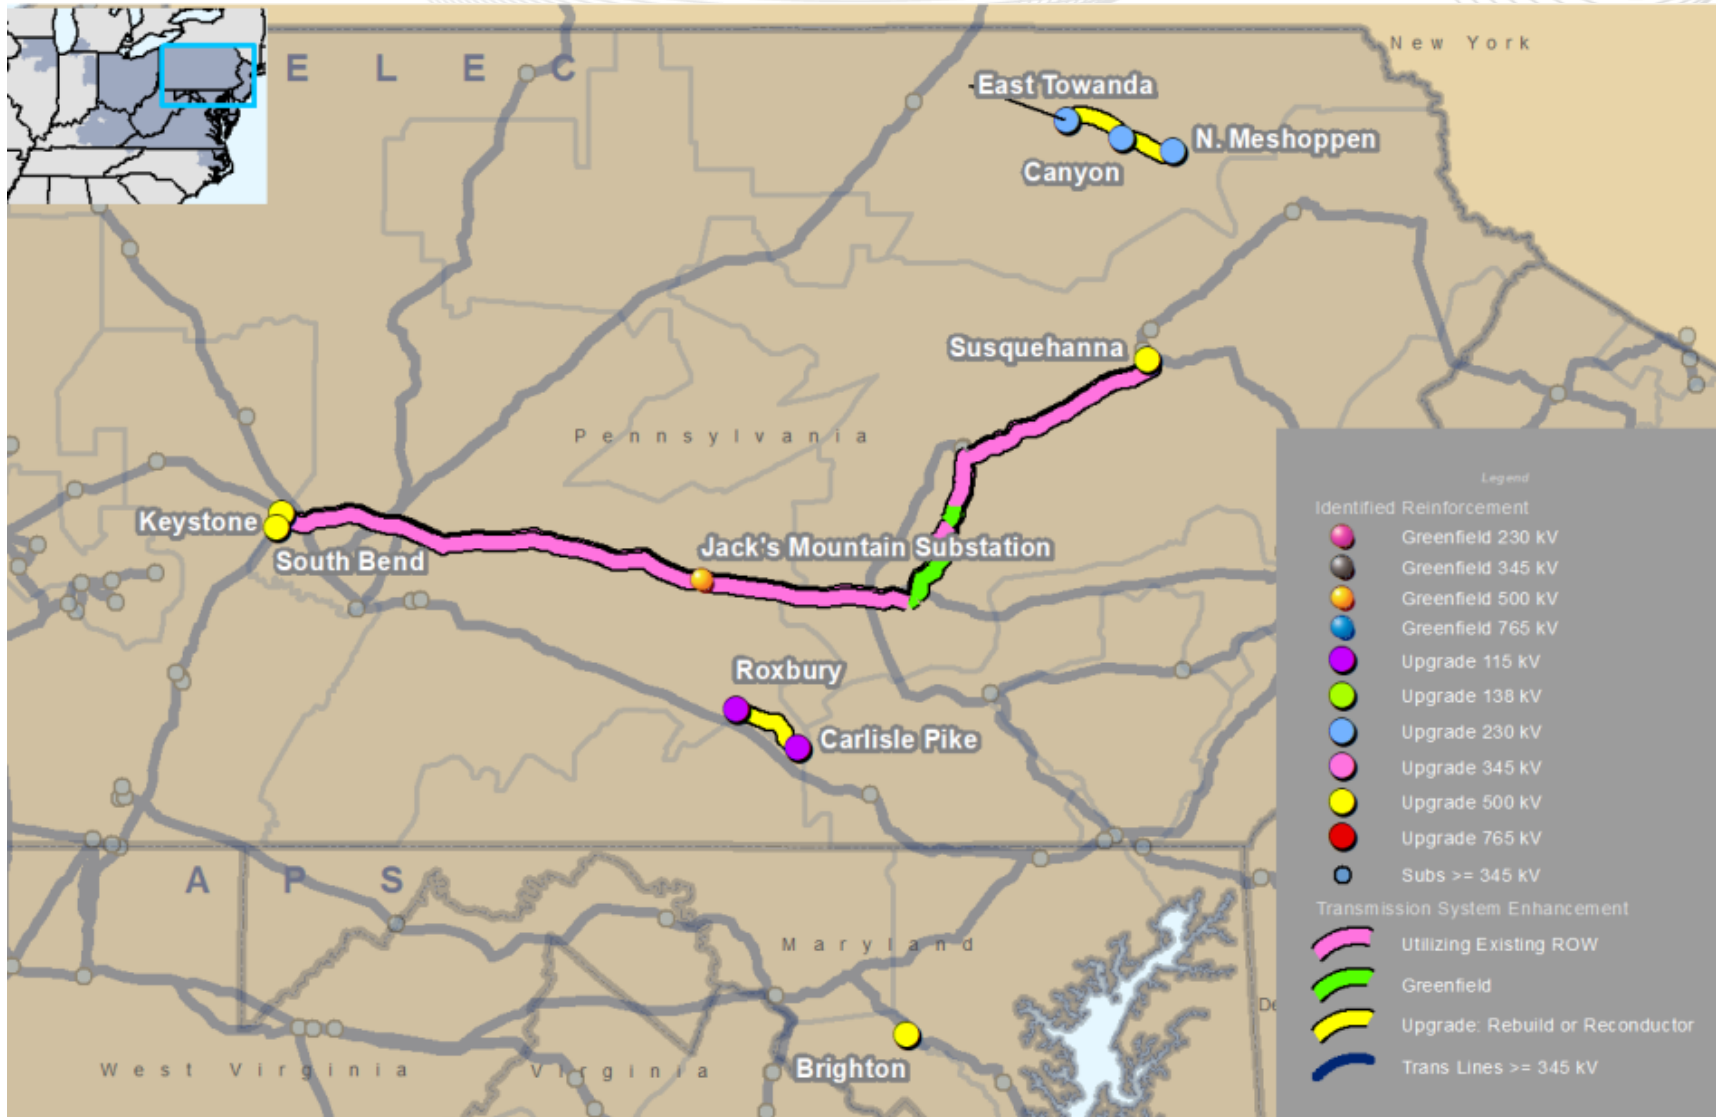 New York
E L E C
East Towanda
N. Meshoppen
Canyon
Susquehanna
Pennsylvania
Keystone
South Bend
Jack's Mountain Substation
Roxbury
Carlisle Pike
A P S
Maryland
De
West Virginia
Virginia
Brighton
Legend
Identified Reinforcement
Greenfield 230 kV
Greenfield 345 kV
Greenfield 500 kV
Greenfield 765 kV
Upgrade 115 kV
Upgrade 138 kV
Upgrade 230 kV
Upgrade 345 kV
Upgrade 500 kV
Upgrade 765 kV
Subs >= 345 kV
Transmission System Enhancement
Utilizing Existing ROW
Greenfield
Upgrade: Rebuild or Reconductor
Trans Lines >= 345 kV